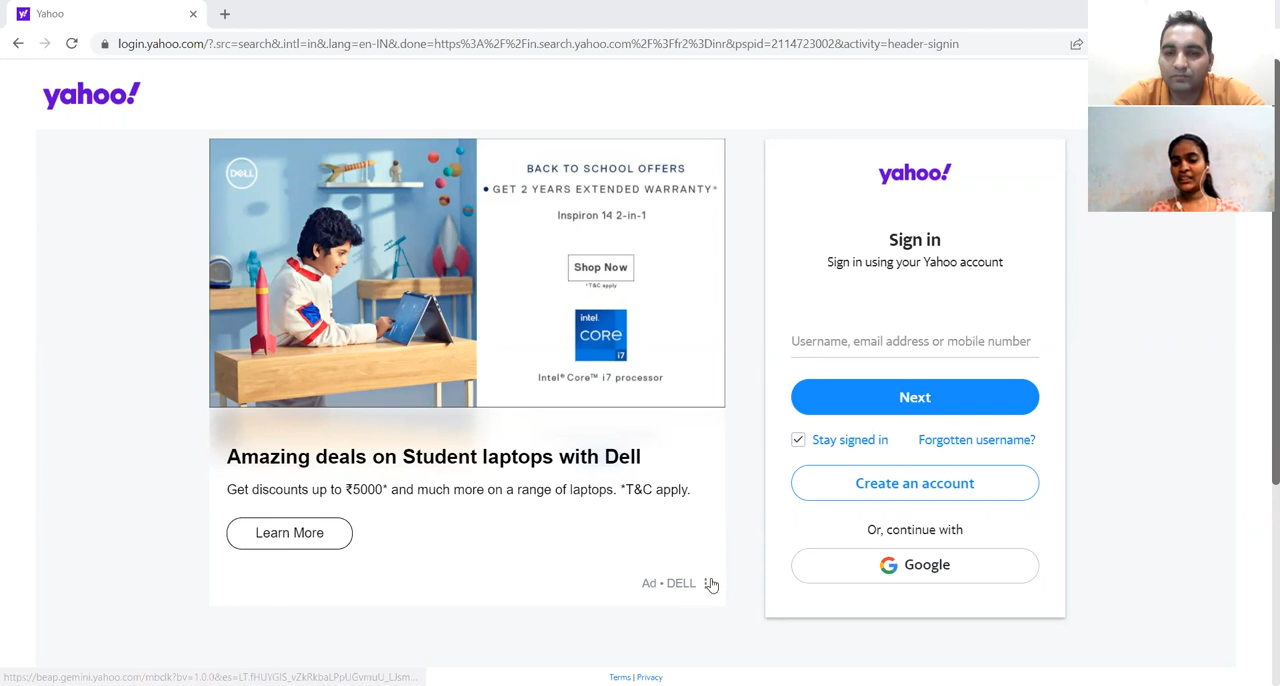 Yahoo
login.yahoo.com/?.src=search&.intl=in&.lang=en-IN&.done=https%3A%2F%2Fin.search.yahoo.com%2F%3Ffr2%3Dinr&pspid=2114723002&activity=header-signin
yahoo!
DELL
BACK TO SCHOOL OFFERS
• GET 2 YEARS EXTENDED WARRANTY*
Inspiron 14 2-in-1
Shop Now
*T&C apply
intel.
CORE
i7
Intel® Core™ i7 processor
Amazing deals on Student laptops with Dell
Get discounts up to ₹5000* and much more on a range of laptops. *T&C apply.
Learn More
Ad • DELL
yahoo!
Sign in
Sign in using your Yahoo account
Username, email address or mobile number
Next
Stay signed in
Forgotten username?
Create an account
Or, continue with
Google
Terms | Privacy